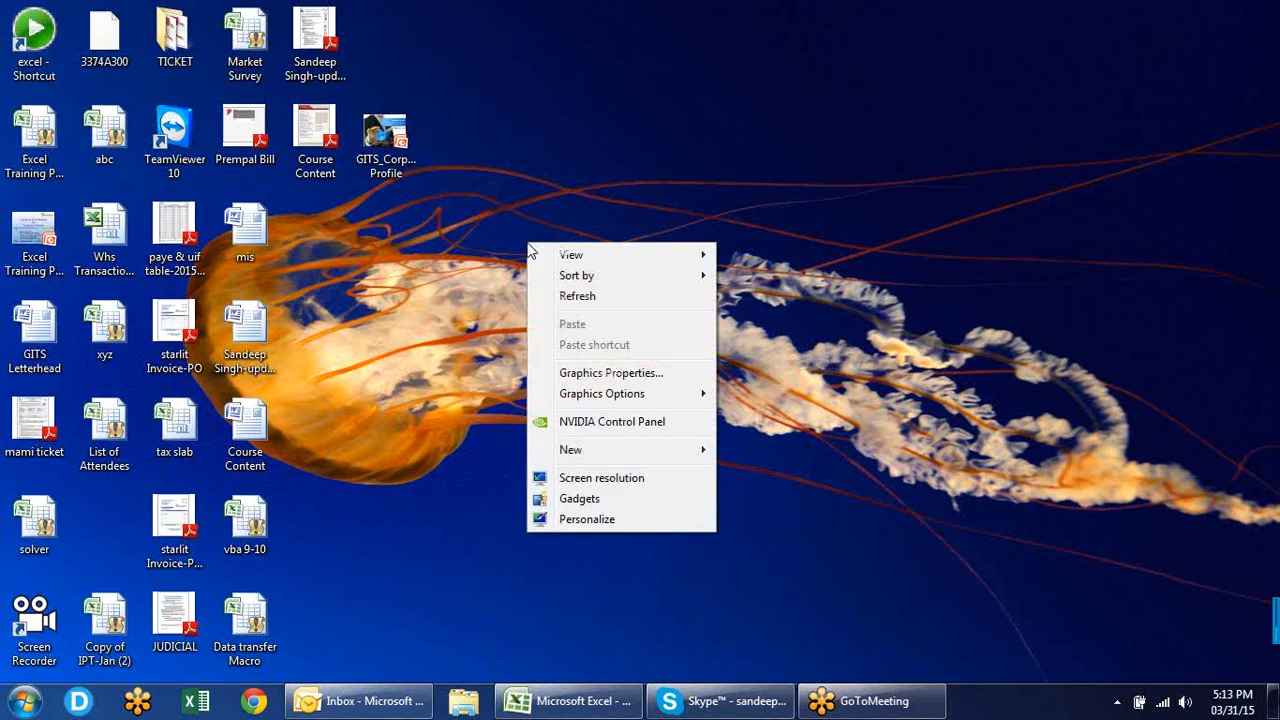 excel -
Shortcut
3374A300
TICKET
Market
Survey
Sandeep
Singh-upd...
Excel
Training P...
abc
TeamViewer
10
Prempal Bill
Course
Content
GITS_Corp...
Profile
Excel
Training P...
Whs
Transactio...
paye & uif
table-2015...
mis
GITS
Letterhead
xyz
starlit
Invoice-PO
Sandeep
Singh-upd...
mami ticket
List of
Attendees
tax slab
Course
Content
solver
starlit
Invoice-P...
vba 9-10
Screen
Recorder
Copy of
IPT-Jan (2)
JUDICIAL
Data transfer
Macro
View
Sort by
Refresh
Paste
Paste shortcut
Graphics Properties...
Graphics Options
NVIDIA Control Panel
New
Screen resolution
Gadgets
Personalize
Inbox - Microsoft ...
Microsoft Excel - ...
Skype™ - sandeep...
GoToMeeting
5:13 PM
03/31/15